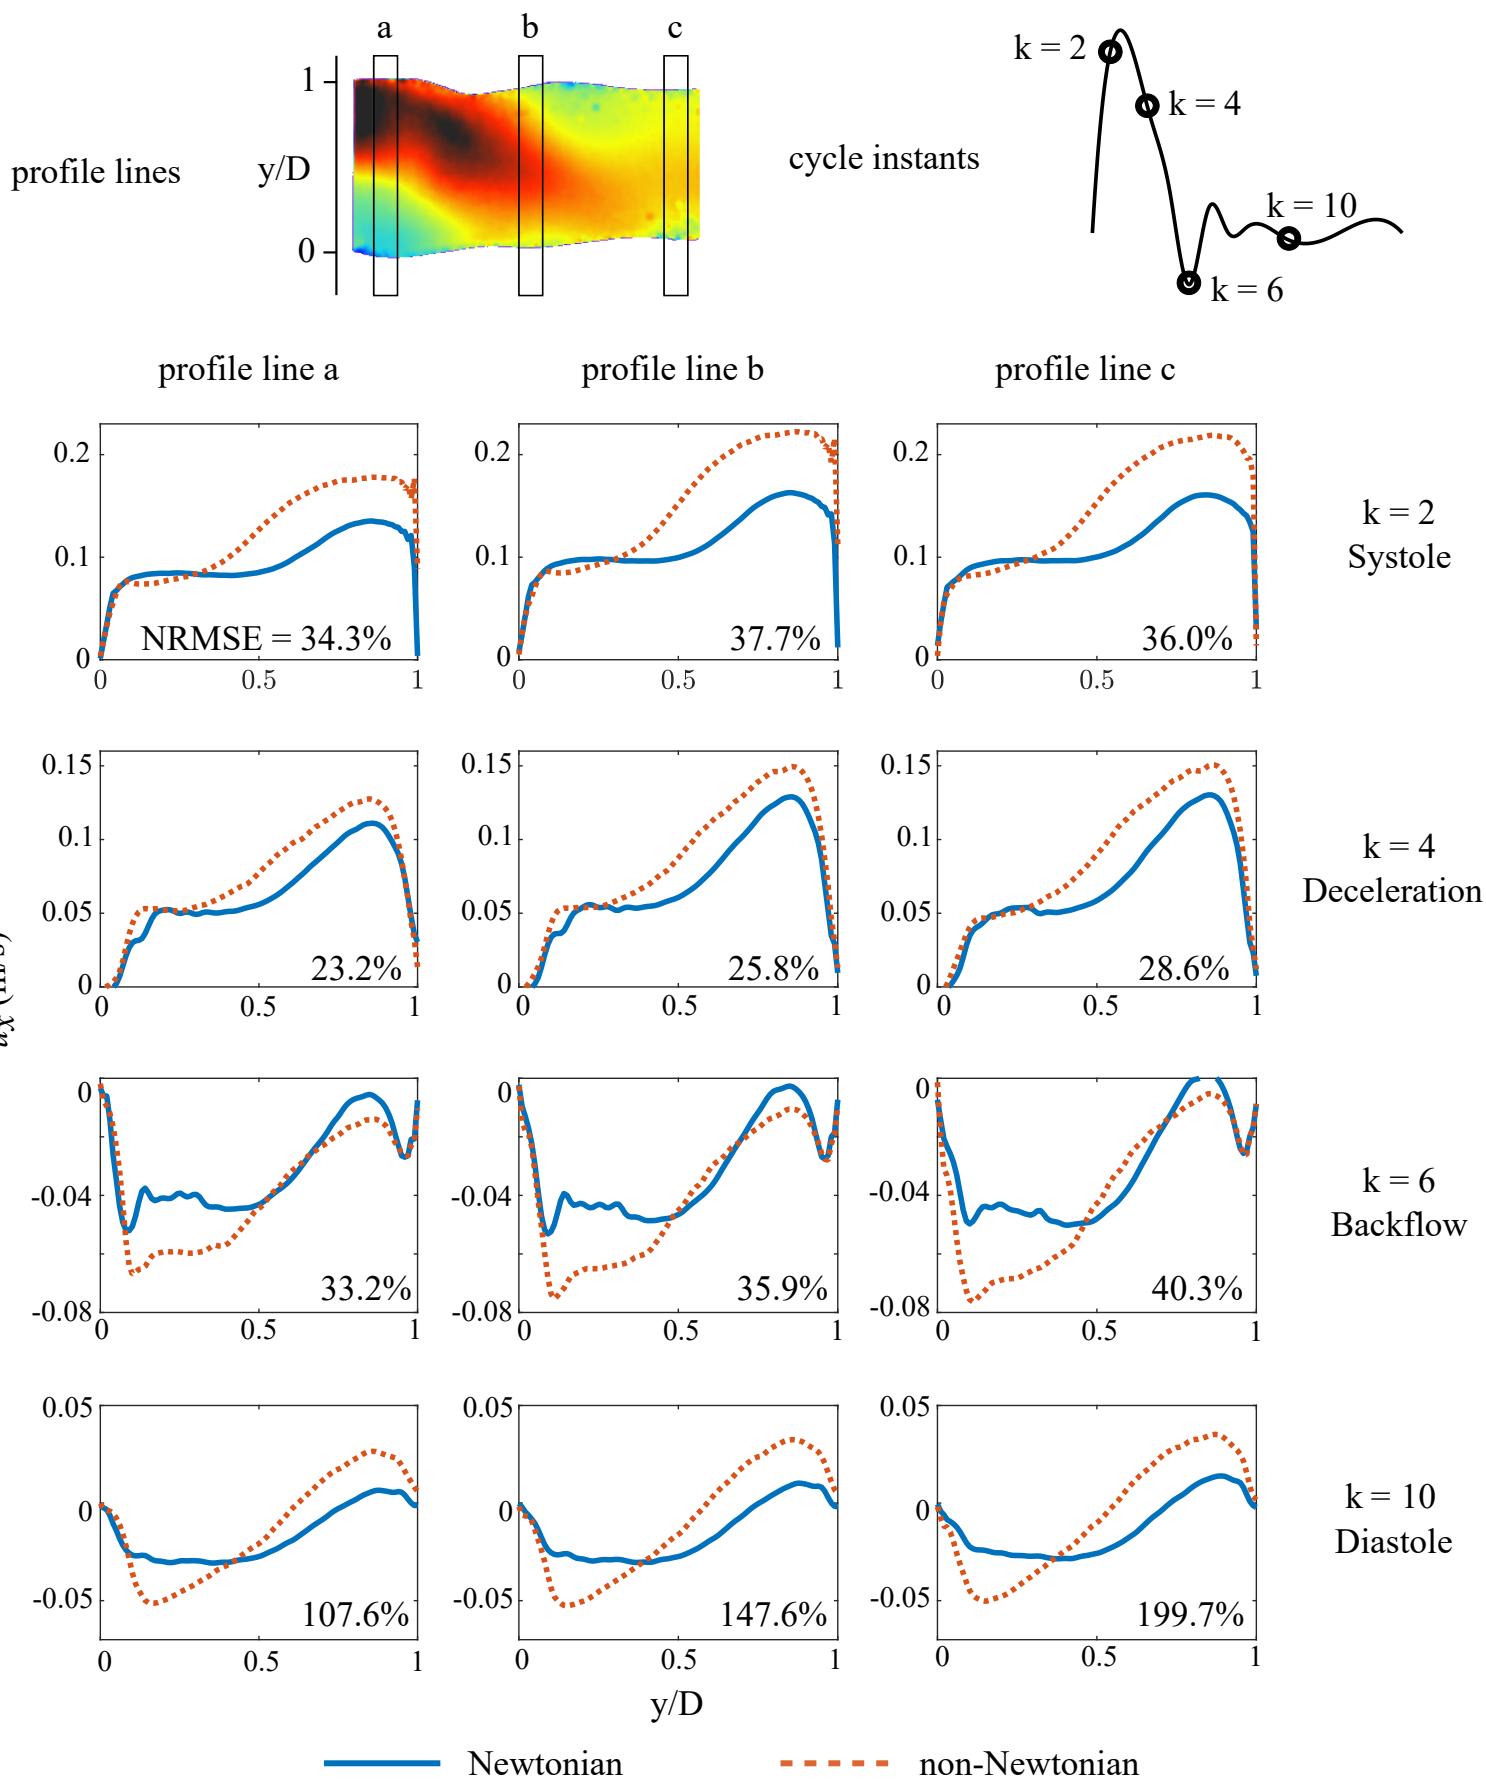 a b c
1
y/D
0
profile lines
cycle instants
k = 2
k = 4
k = 10
k = 6
profile line a profile line b profile line c
0.2 0.2 0.2
0.1 0.1 0.1
0 0 0
NRMSE = 34.3% 37.7% 36.0%
0 0.5 1 0 0.5 1 0 0.5 1
k = 2
Systole
0.15 0.15 0.15
0.1 0.1 0.1
0.05 0.05 0.05
0 0 0
23.2% 25.8% 28.6%
0 0.5 1 0 0.5 1 0 0.5 1
k = 4
Deceleration
0 0 0
-0.04 -0.04 -0.04
-0.08 -0.08 -0.08
33.2% 35.9% 40.3%
0 0.5 1 0 0.5 1 0 0.5 1
k = 6
Backflow
0.05 0.05 0.05
0 0 0
-0.05 -0.05 -0.05
107.6% 147.6% 199.7%
0 0.5 1 0 0.5 1 0 0.5 1
k = 10
Diastole
y/D
Newtonian non-Newtonian